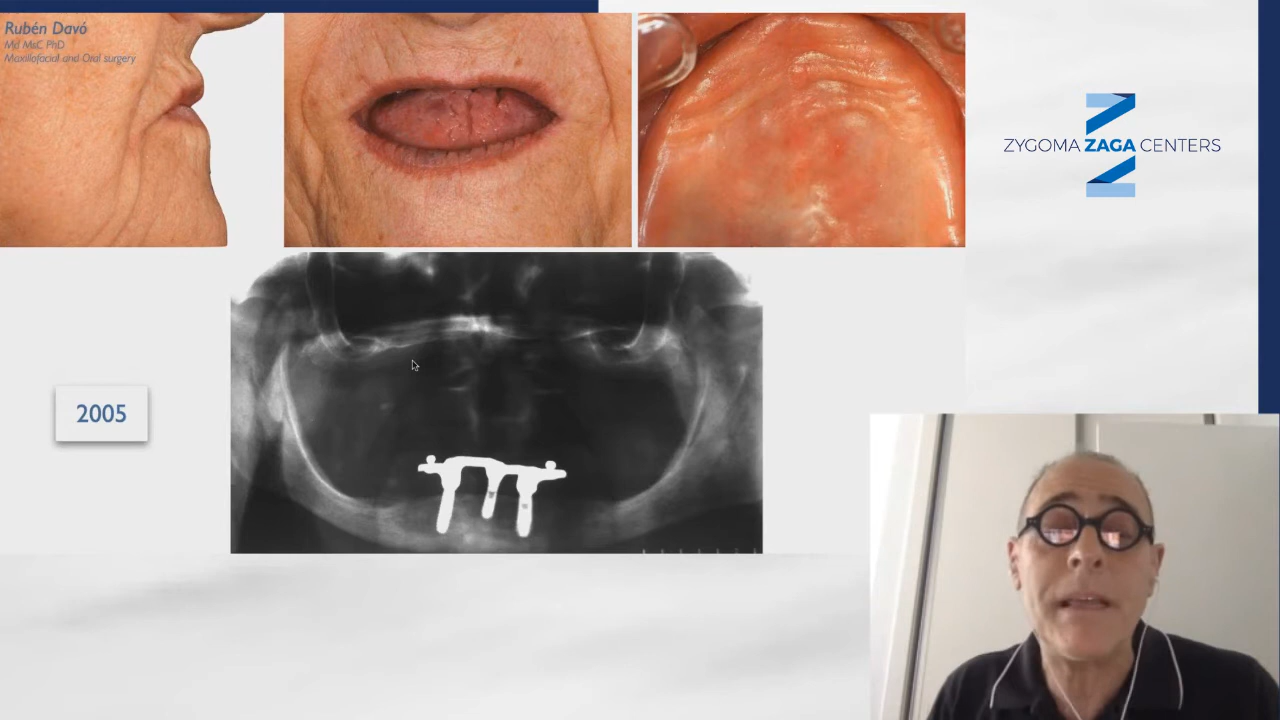 Rubén Davó
Md MsC PhD
Maxillofacial and Oral surgery
ZYGOMA ZAGA CENTERS
2005